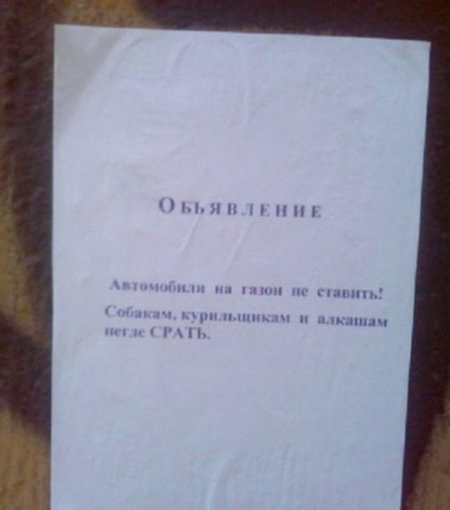 Объявление
Автомобили на газон не ставить!
Собакам, курильщикам и алкашам
негде СРАТЬ.